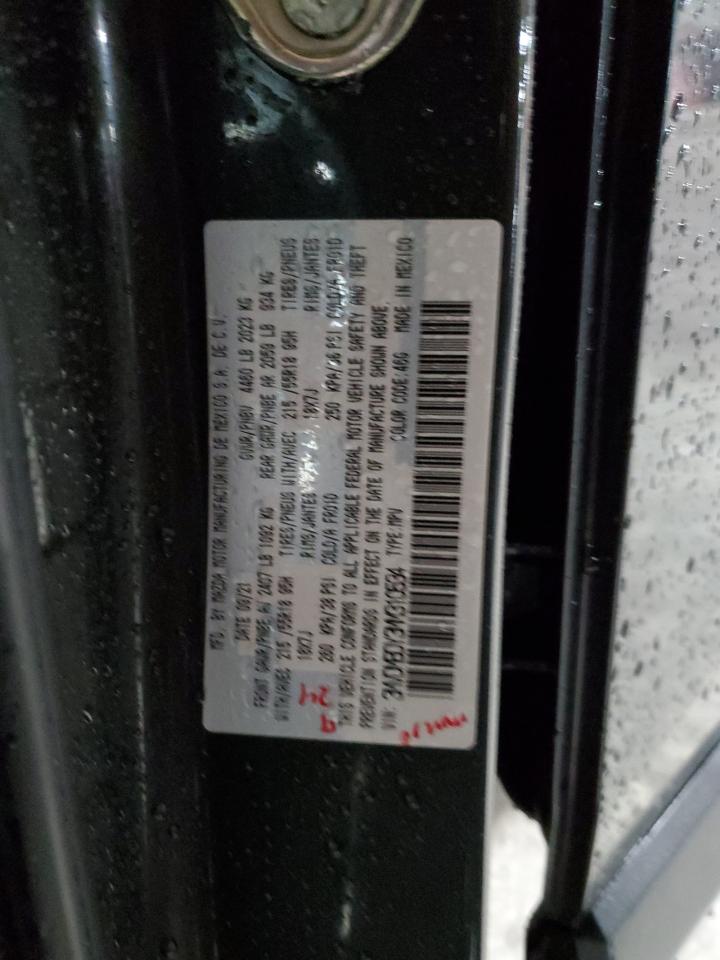 MFD. BY MAZDA MOTOR MANUFACTURING DE MEXICO S.A. DE C.V.
DATE 08/21 GVWR/PNBV 4460 LB 2023 KG
FRONT GAWR/PNBE AV 2407 LB 1092 KG REAR GAWR/PNBE AR 2059 LB 934 KG
WITH/AVEC 215 /55R18 95H TIRES/PNEUS WITH/AVEC 215 /55R18 95H TIRES/PNEUS
18X7J RIMS/JANTES 18X7J RIMS/JANTES
KPA/ PSI COLD/A FROID 250 KPA/36 PSI COLD/A FROID
THIS VEHICLE CONFORMS TO ALL APPLICABLE FEDERAL MOTOR VEHICLE SAFETY AND THEFT
PREVENTION STANDARDS IN EFFECT ON THE DATE OF MANUFACTURE SHOWN ABOVE.
VIN: TYPE:MPV COLOR CODE:46G MADE IN MEXICO